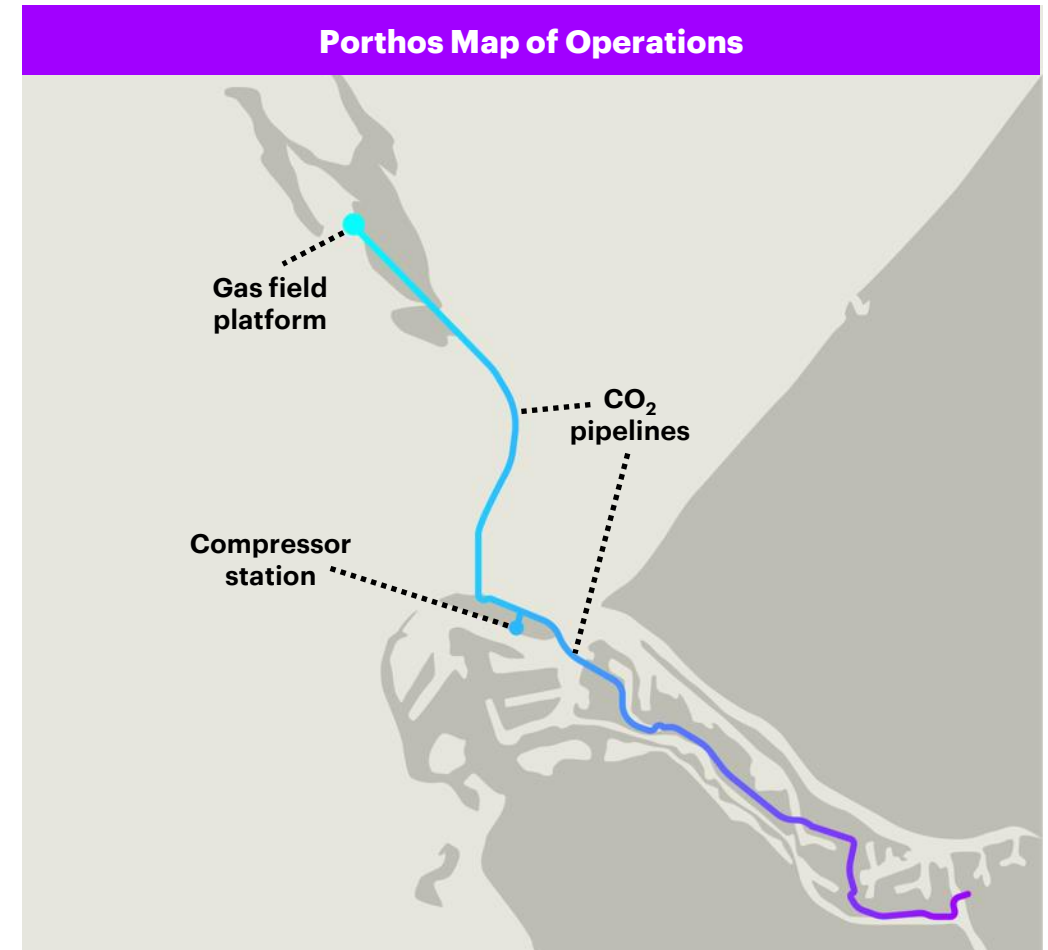 Porthos Map of Operations
Gas field
platform
CO₂
pipelines
Compressor
station